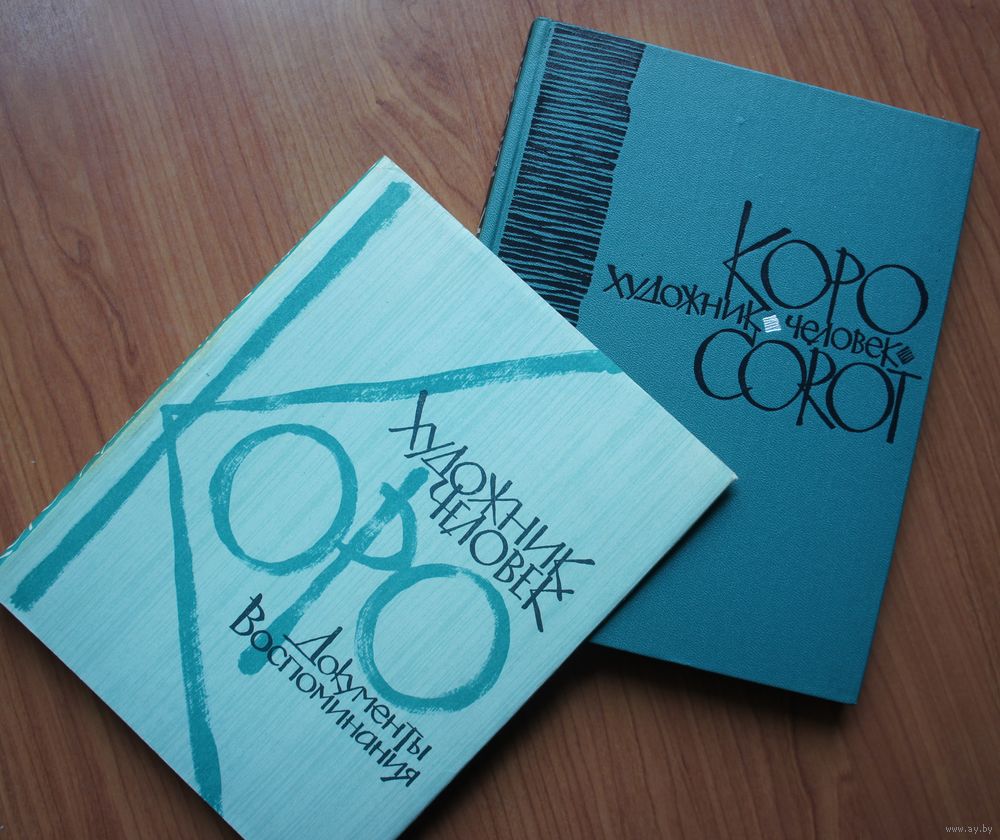 Коро
Художник
Человек
Документы
Воспоминания
КОРО
художник человек
COROT
www.ay.by